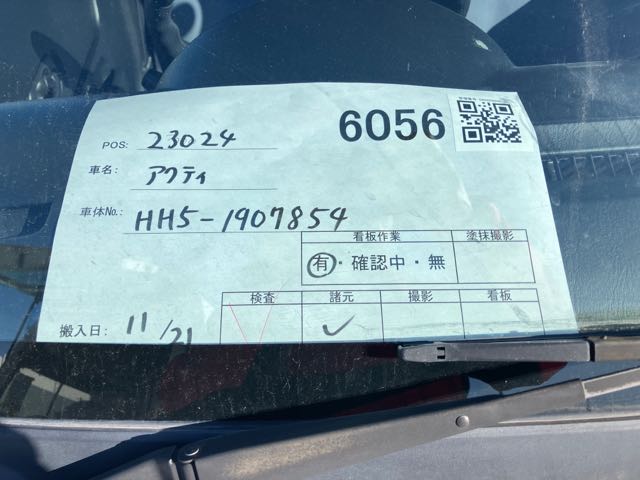 6056
POS: 23024
車名: アクティ
車体No.: HH5-1907854
看板作業 塗抹撮影
有・確認中・無
検査 諸元 撮影 看板
搬入日: 11/21